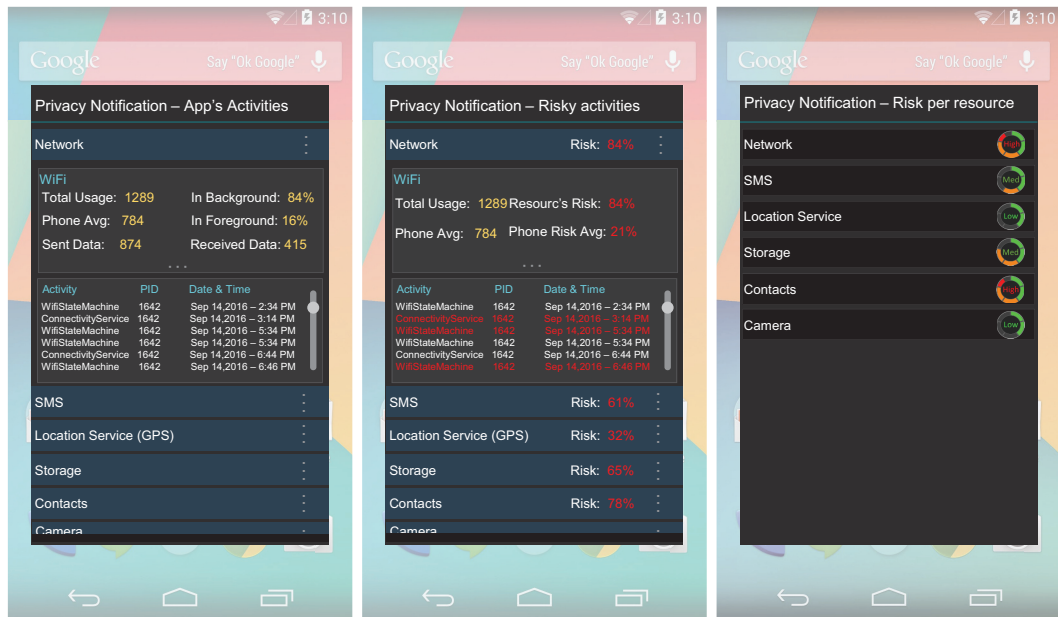 3:10
Google Say "Ok Google"
Privacy Notification – App's Activities
Network
WiFi
Total Usage: 1289 In Background: 84%
Phone Avg: 784 In Foreground: 16%
Sent Data: 874 Received Data: 415
...
Activity PID Date & Time
WifiStateMachine 1642 Sep 14,2016 – 2:34 PM
ConnectivityService 1642 Sep 14,2016 – 3:14 PM
WifiStateMachine 1642 Sep 14,2016 – 5:34 PM
WifiStateMachine 1642 Sep 14,2016 – 5:34 PM
ConnectivityService 1642 Sep 14,2016 – 6:44 PM
WifiStateMachine 1642 Sep 14,2016 – 6:46 PM
SMS
Location Service (GPS)
Storage
Contacts
Camera
3:10
Google Say "Ok Google"
Privacy Notification – Risky activities
Network Risk: 84%
WiFi
Total Usage: 1289 Resourc's Risk: 84%
Phone Avg: 784 Phone Risk Avg: 21%
...
Activity PID Date & Time
WifiStateMachine 1642 Sep 14,2016 – 2:34 PM
ConnectivityService 1642 Sep 14,2016 – 3:14 PM
WifiStateMachine 1642 Sep 14,2016 – 5:34 PM
WifiStateMachine 1642 Sep 14,2016 – 5:34 PM
ConnectivityService 1642 Sep 14,2016 – 6:44 PM
WifiStateMachine 1642 Sep 14,2016 – 6:46 PM
SMS Risk: 61%
Location Service (GPS) Risk: 32%
Storage Risk: 65%
Contacts Risk: 78%
Camera
3:10
Google Say "Ok Google"
Privacy Notification – Risk per resource
Network High
SMS Med
Location Service Low
Storage Med
Contacts High
Camera Low